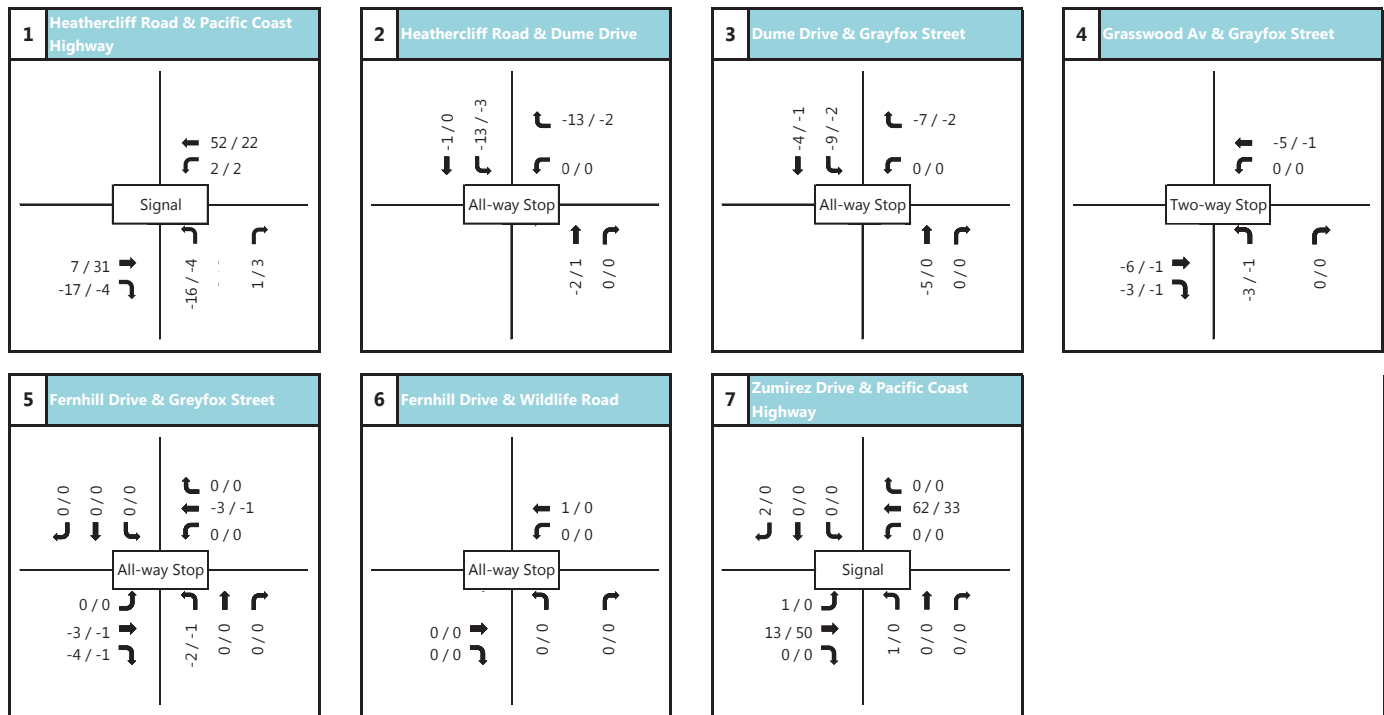 1
Heathercliff Road & Pacific Coast
Highway
52 / 22
2 / 2
Signal
7 / 31
-17 / -4
-16 / -4
1 / 3
2
Heathercliff Road & Dume Drive
-1 / 0
-13 / -3
-13 / -2
0 / 0
All-way Stop
-2 / 1
0 / 0
3
Dume Drive & Grayfox Street
-4 / -1
-9 / -2
-7 / -2
0 / 0
All-way Stop
-5 / 0
0 / 0
4
Grasswood Av & Grayfox Street
-5 / -1
0 / 0
Two-way Stop
-6 / -1
-3 / -1
-3 / -1
0 / 0
5
Fernhill Drive & Greyfox Street
0 / 0
0 / 0
0 / 0
0 / 0
-3 / -1
0 / 0
All-way Stop
0 / 0
-3 / -1
-4 / -1
-2 / -1
0 / 0
0 / 0
6
Fernhill Drive & Wildlife Road
1 / 0
0 / 0
All-way Stop
0 / 0
0 / 0
0 / 0
0 / 0
7
Zumirez Drive & Pacific Coast
Highway
2 / 0
0 / 0
0 / 0
0 / 0
62 / 33
0 / 0
Signal
1 / 0
13 / 50
0 / 0
1 / 0
0 / 0
0 / 0